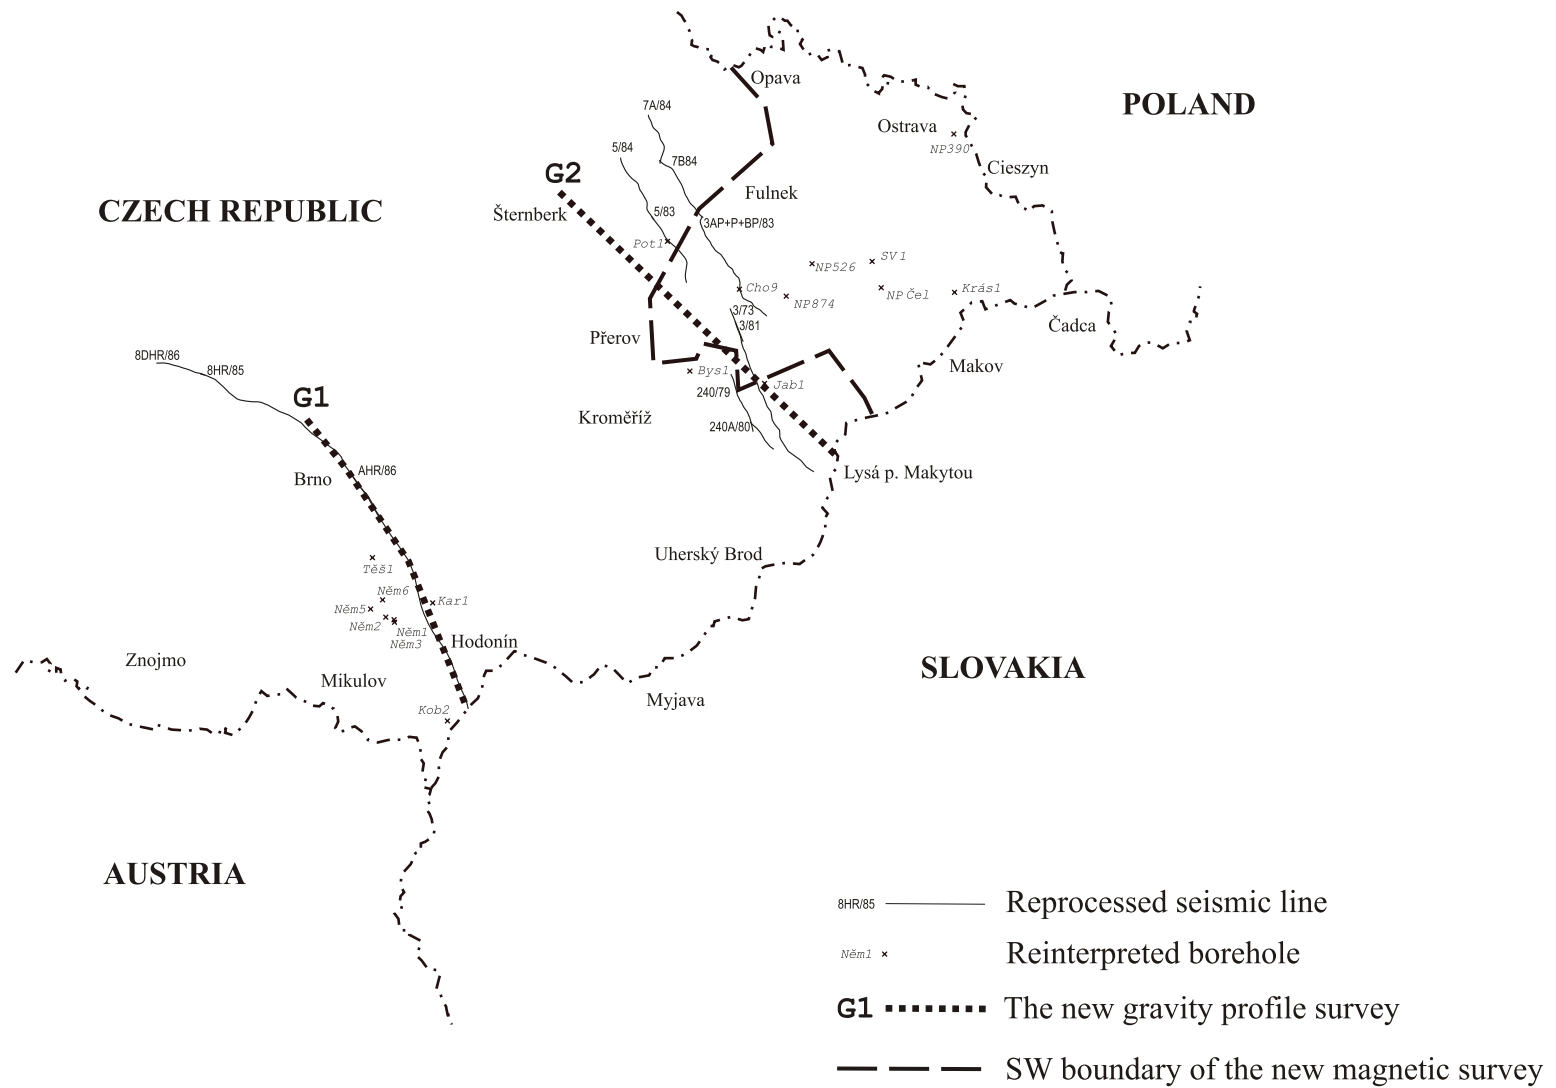 Opava
POLAND
7A/84
Ostrava
NP390
5/84
7B84
Cieszyn
G2
Fulnek
CZECH REPUBLIC
Šternberk
5/83
3AP+P+BP/83
Pot1
SV1
NP526
Cho9
NP874
NP Čel
Krás1
3/73
3/81
Čadca
Přerov
8DHR/86
8HR/85
Makov
Bys1
Jab1
G1
240/79
Kroměříž
240A/80
AHR/86
Brno
Lysá p. Makytou
Uherský Brod
Těš1
Něm6
Něm5
Kar1
Něm2
Něm1
Něm3
Hodonín
Znojmo
SLOVAKIA
Mikulov
Myjava
Kob2
AUSTRIA
8HR/85 Reprocessed seismic line
Něm1 Reinterpreted borehole
G1 The new gravity profile survey
SW boundary of the new magnetic survey